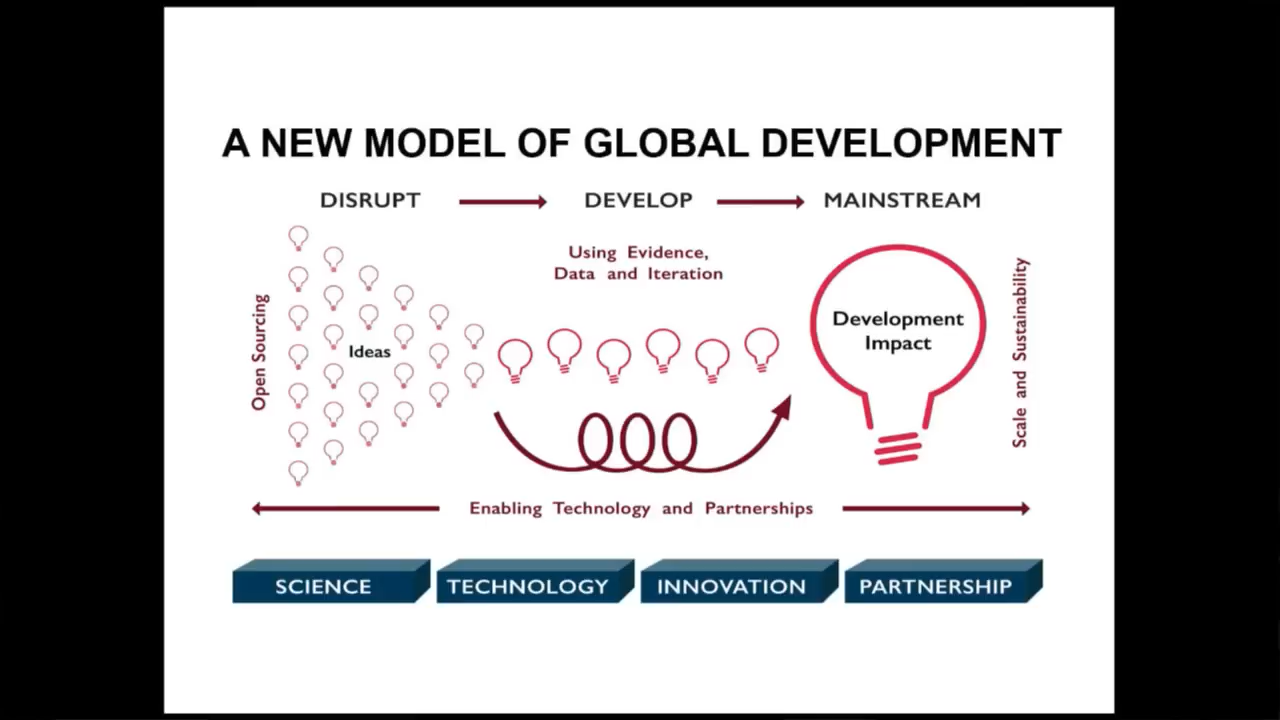 A NEW MODEL OF GLOBAL DEVELOPMENT
DISRUPT
DEVELOP
MAINSTREAM
Using Evidence,
Data and Iteration
Open Sourcing
Ideas
Development
Impact
Scale and Sustainability
Enabling Technology and Partnerships
SCIENCE
TECHNOLOGY
INNOVATION
PARTNERSHIP